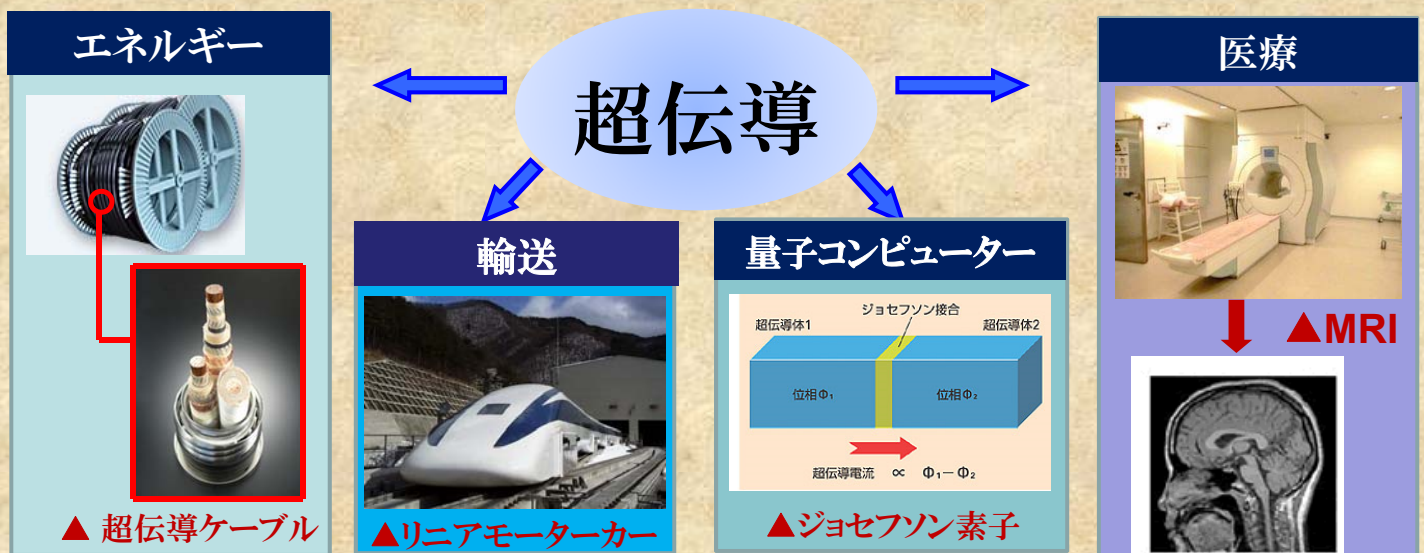 超伝導
エネルギー
▲ 超伝導ケーブル
輸送
▲リニアモーターカー
量子コンピューター
ジョセフソン接合
超伝導体1
超伝導体2
位相Φ₁
位相Φ₂
超伝導電流 ∝ Φ₁－Φ₂
▲ジョセフソン素子
医療
▲MRI